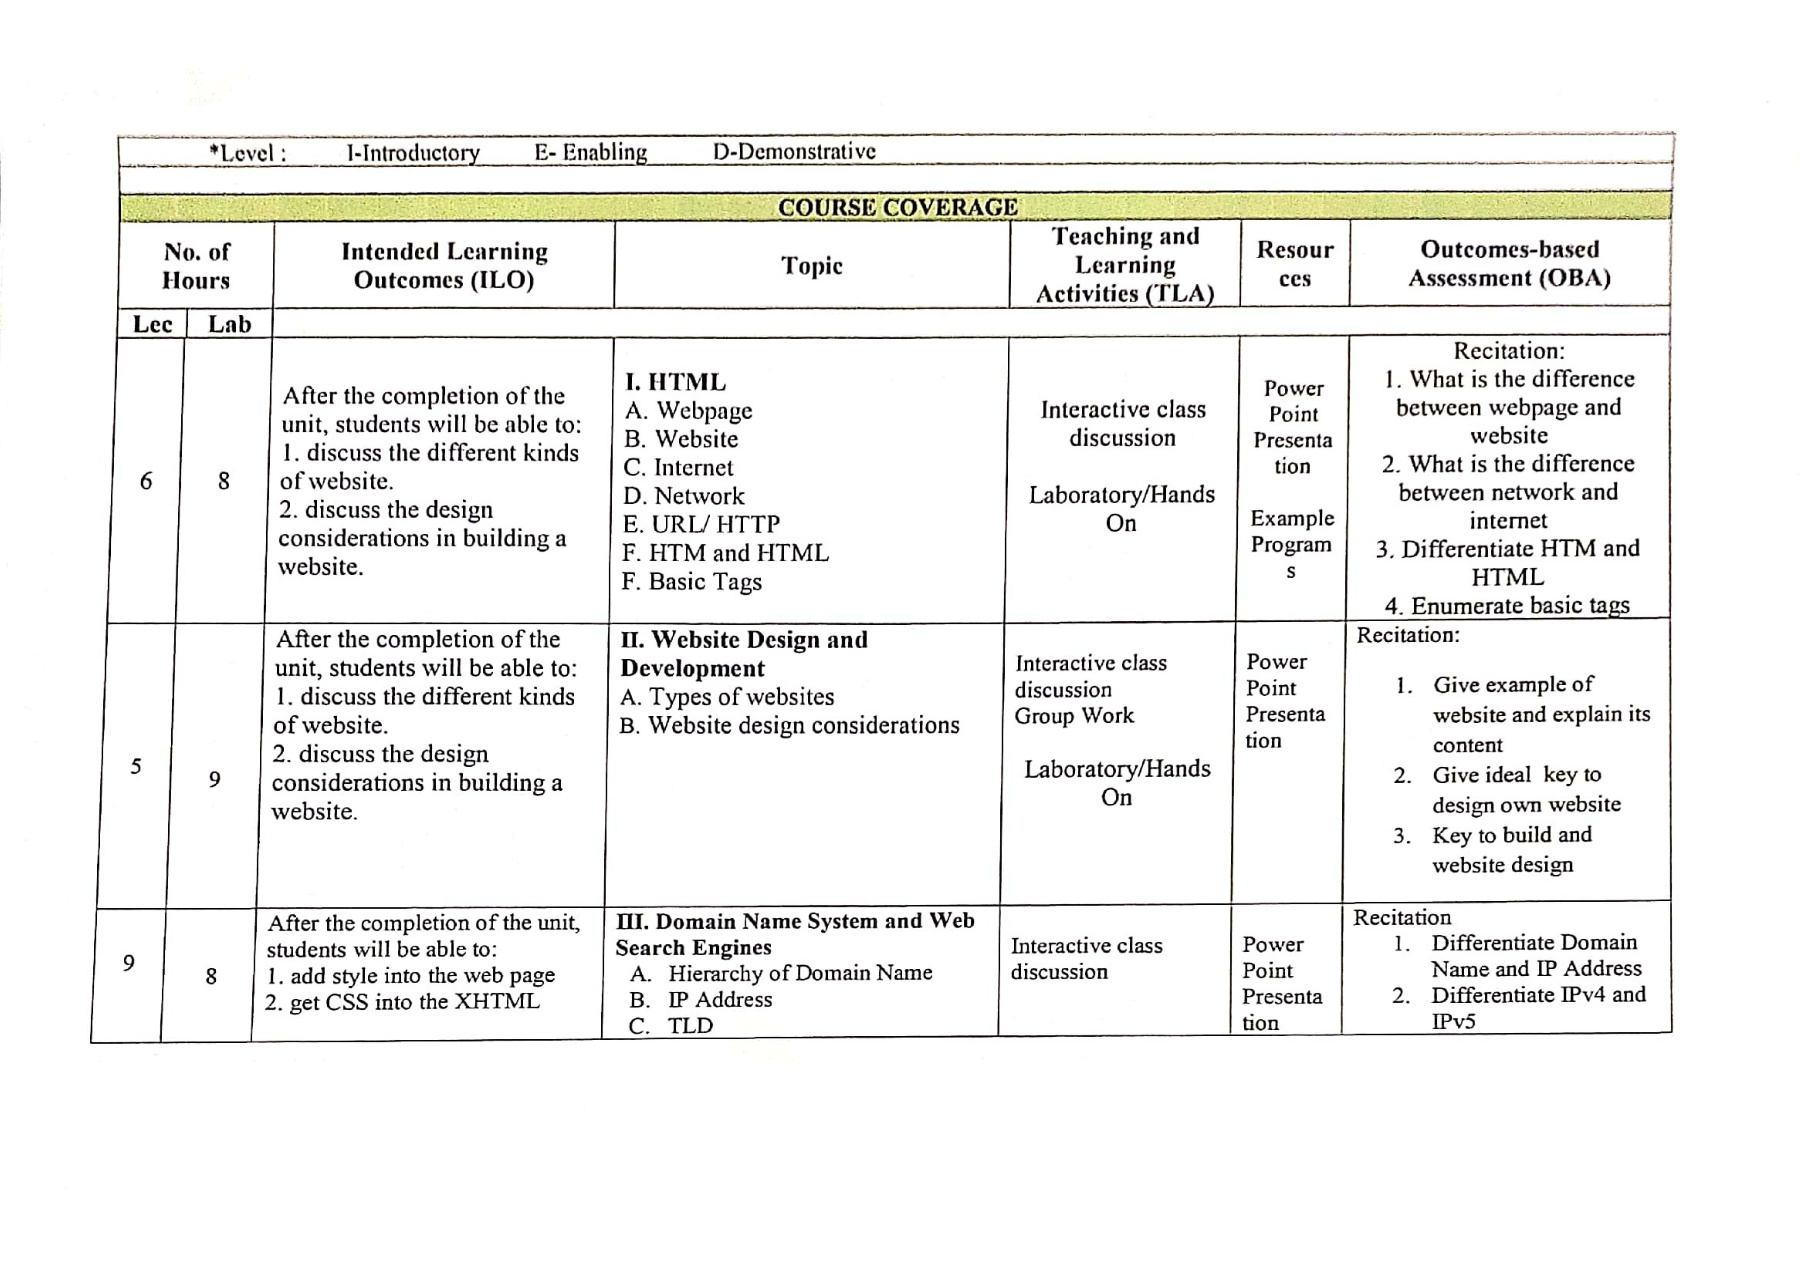 *Level : I-Introductory E- Enabling D-Demonstrative
COURSE COVERAGE
No. of
Hours
Intended Learning
Outcomes (ILO)
Topic
Teaching and
Learning
Activities (TLA)
Resour
ces
Outcomes-based
Assessment (OBA)
Lec Lab
6
8
After the completion of the
unit, students will be able to:
1. discuss the different kinds
of website.
2. discuss the design
considerations in building a
website.
I. HTML
A. Webpage
B. Website
C. Internet
D. Network
E. URL/ HTTP
F. HTM and HTML
F. Basic Tags
Interactive class
discussion
Laboratory/Hands
On
Power
Point
Presenta
tion
Example
Program
s
Recitation:
1. What is the difference
between webpage and
website
2. What is the difference
between network and
internet
3. Differentiate HTM and
HTML
4. Enumerate basic tags
5
9
After the completion of the
unit, students will be able to:
1. discuss the different kinds
of website.
2. discuss the design
considerations in building a
website.
II. Website Design and
Development
A. Types of websites
B. Website design considerations
Interactive class
discussion
Group Work
Laboratory/Hands
On
Power
Point
Presenta
tion
Recitation:
1. Give example of
website and explain its
content
2. Give ideal key to
design own website
3. Key to build and
website design
9
8
After the completion of the unit,
students will be able to:
1. add style into the web page
2. get CSS into the XHTML
III. Domain Name System and Web
Search Engines
A. Hierarchy of Domain Name
B. IP Address
C. TLD
Interactive class
discussion
Power
Point
Presenta
tion
Recitation
1. Differentiate Domain
Name and IP Address
2. Differentiate IPv4 and
IPv5